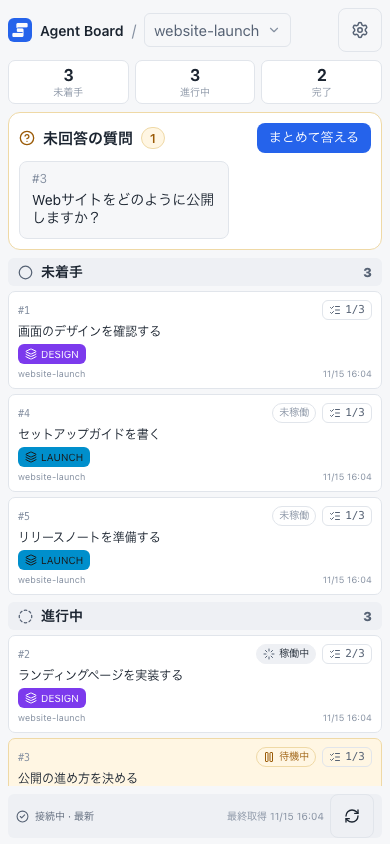 Agent Board / website-launch
3 3 2
未着手 進行中 完了
未回答の質問 1 まとめて答える
#3
Webサイトをどのように公開
しますか？
未着手 3
#1 1/3
画面のデザインを確認する
DESIGN
website-launch 11/15 16:04
#4 未稼働 1/3
セットアップガイドを書く
LAUNCH
website-launch 11/15 16:04
#5 未稼働 1/3
リリースノートを準備する
LAUNCH
website-launch 11/15 16:04
進行中 3
#2 稼働中 2/3
ランディングページを実装する
DESIGN
website-launch 11/15 16:04
#3 待機中 1/3
公開の進め方を決める
接続中・最新 最終取得 11/15 16:04